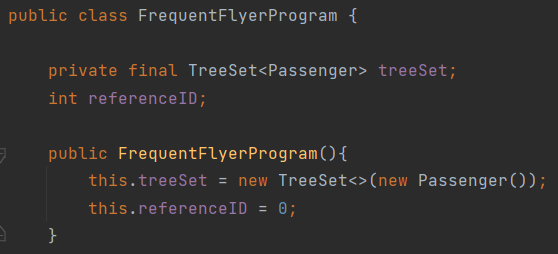 public class FrequentFlyerProgram {
private final TreeSet<Passenger> treeSet;
int referenceID;
public FrequentFlyerProgram(){
this.treeSet = new TreeSet<>(new Passenger());
this.referenceID = 0;
}